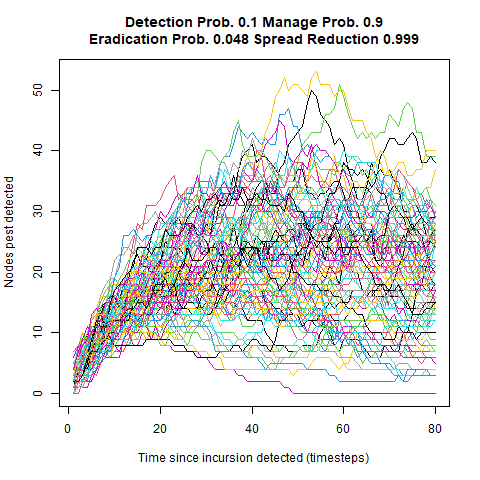 Detection Prob. 0.1 Manage Prob. 0.9
Eradication Prob. 0.048 Spread Reduction 0.999
Nodes pest detected
50
40
30
20
10
0
0 20 40 60 80
Time since incursion detected (timesteps)